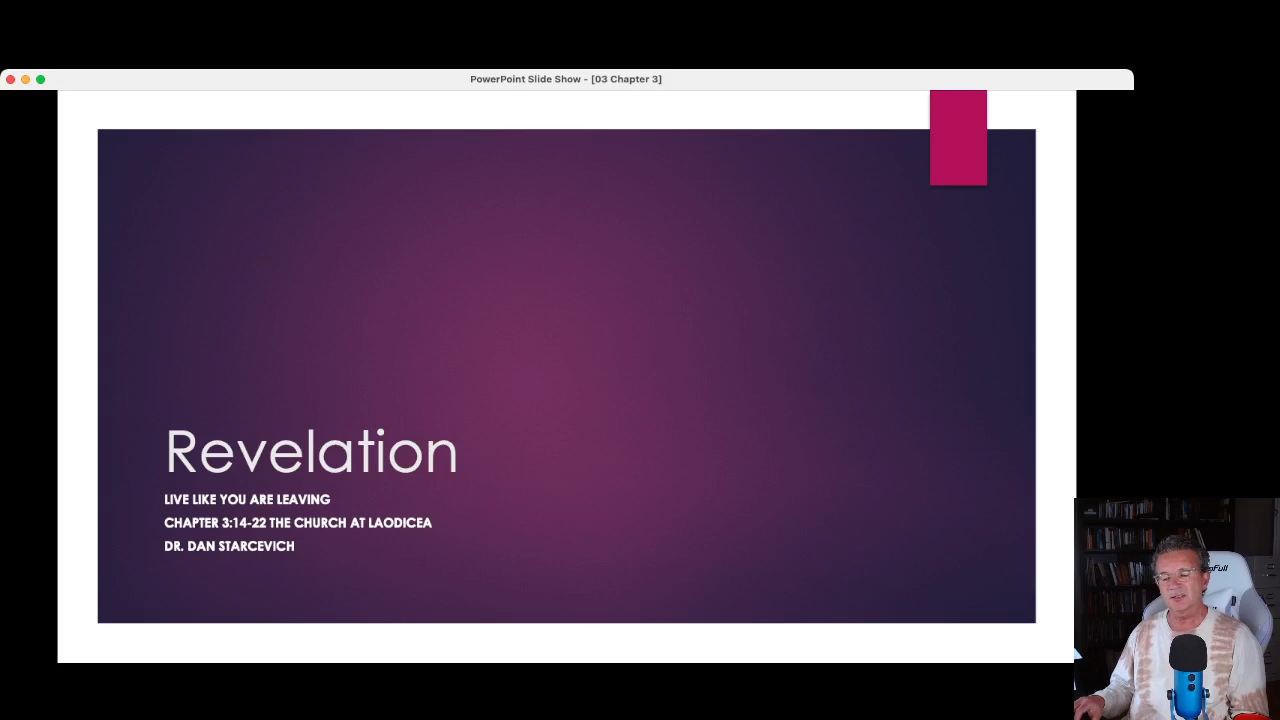 PowerPoint Slide Show - [03 Chapter 3]
Revelation
LIVE LIKE YOU ARE LEAVING
CHAPTER 3:14-22 THE CHURCH AT LAODICEA
DR. DAN STARCEVICH